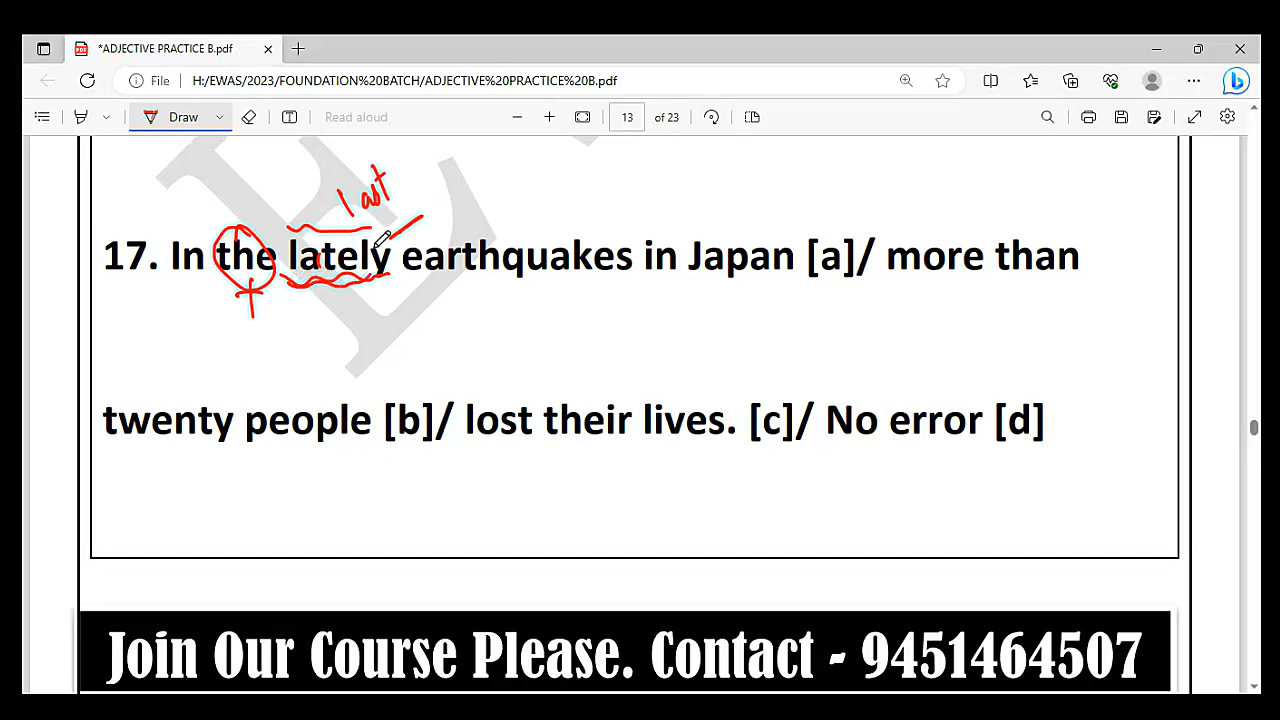 *ADJECTIVE PRACTICE B.pdf
File H:/EWAS/2023/FOUNDATION%20BATCH/ADJECTIVE%20PRACTICE%20B.pdf
Draw Read aloud 13 of 23
last
17. In the lately earthquakes in Japan [a]/ more than
twenty people [b]/ lost their lives. [c]/ No error [d]
Join Our Course Please. Contact - 9451464507